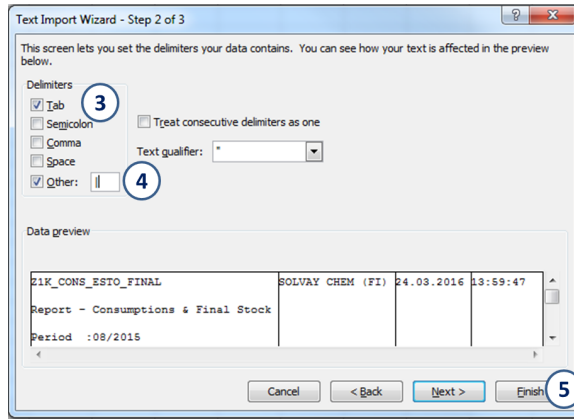 Text Import Wizard - Step 2 of 3
This screen lets you set the delimiters your data contains. You can see how your text is affected in the preview
below.
Delimiters
Tab
3
Semicolon
Treat consecutive delimiters as one
Comma
Text qualifier: "
Space
Other: |
4
Data preview
Z1K_CONS_ESTO_FINAL SOLVAY CHEM (FI) 24.03.2016 13:59:47
Report - Consumptions & Final Stock
Period :08/2015
Cancel < Back Next > Finish
5